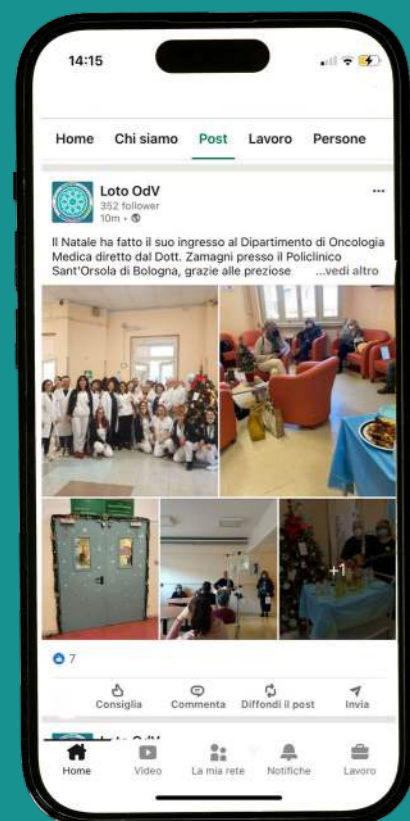 14:15
Home Chi siamo Post Lavoro Persone
Loto OdV
352 follower
10m •
Il Natale ha fatto il suo ingresso al Dipartimento di Oncologia
Medica diretto dal Dott. Zamagni presso il Policlinico
Sant'Orsola di Bologna, grazie alle preziose ...vedi altro
+1
7
Consiglia Commenta Diffondi il post Invia
Home Video La mia rete Notifiche Lavoro